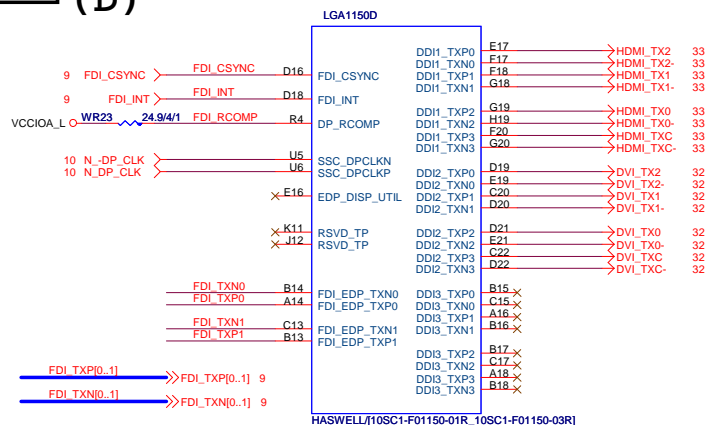 (D)
LGA1150D
9 FDI_CSYNC FDI_CSYNC D16 FDI_CSYNC
9 FDI_INT FDI_INT D18 FDI_INT
VCCIOA_L WR23 24.9/4/1 FDI_RCOMP R4 DP_RCOMP
10 N_-DP_CLK U5 SSC_DPCLKN
10 N_DP_CLK U6 SSC_DPCLKP
E16 EDP_DISP_UTIL
K11 RSVD_TP
J12 RSVD_TP
FDI_TXN0 B14 FDI_EDP_TXN0
FDI_TXP0 A14 FDI_EDP_TXP0
FDI_TXN1 C13 FDI_EDP_TXN1
FDI_TXP1 B13 FDI_EDP_TXP1
FDI_TXP[0..1] FDI_TXP[0..1] 9
FDI_TXN[0..1] FDI_TXN[0..1] 9
DDI1_TXP0 E17 HDMI_TX2 33
DDI1_TXN0 F17 HDMI_TX2- 33
DDI1_TXP1 F18 HDMI_TX1 33
DDI1_TXN1 G18 HDMI_TX1- 33
DDI1_TXP2 G19 HDMI_TX0 33
DDI1_TXN2 H19 HDMI_TX0- 33
DDI1_TXP3 F20 HDMI_TXC 33
DDI1_TXN3 G20 HDMI_TXC- 33
DDI2_TXP0 D19 DVI_TX2 32
DDI2_TXN0 E19 DVI_TX2- 32
DDI2_TXP1 C20 DVI_TX1 32
DDI2_TXN1 D20 DVI_TX1- 32
DDI2_TXP2 D21 DVI_TX0 32
DDI2_TXN2 E21 DVI_TX0- 32
DDI2_TXP3 C22 DVI_TXC 32
DDI2_TXN3 D22 DVI_TXC- 32
DDI3_TXP0 B15
DDI3_TXN0 C15
DDI3_TXP1 A16
DDI3_TXN1 B16
DDI3_TXP2 B17
DDI3_TXN2 C17
DDI3_TXP3 A18
DDI3_TXN3 B18
HASWELL/[10SC1-F01150-01R_10SC1-F01150-03R]